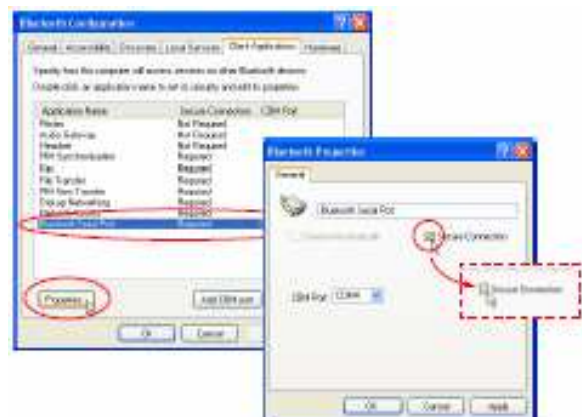 Bluetooth Configuration
General Accessibility Discovery Local Services Client Applications Hardware
Specify how this computer will access services on other Bluetooth devices.
Double-click an application name to set its security and edit its properties.
Application Name Secure Connection COM Port
Printer Not Required
Audio Gateway Not Required
Headset Not Required
PIM Synchronization Required
Fax Required
File Transfer Required
PIM Item Transfer Required
Dial-up Networking Required
Network Access Required
Bluetooth Serial Port Required
Properties Add COM port
OK Cancel
Bluetooth Properties
General
Bluetooth Serial Port
Secure Connection
Secure Connection
COM Port: COM4
OK Cancel Apply